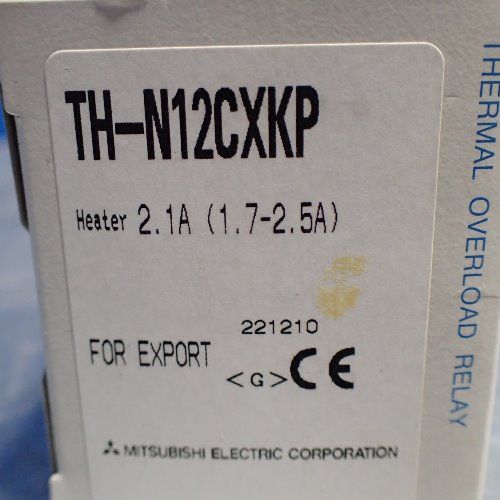 TH-N12CXKP
Heater 2.1A (1.7-2.5A)
221210
FOR EXPORT
<G> CE
MITSUBISHI ELECTRIC CORPORATION
THERMAL OVERLOAD RELAY